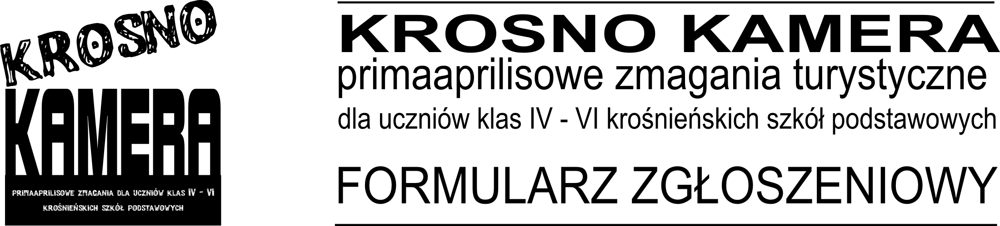 KROSNO
KAMERA
PRIMAAPRILISOWE ZMAGANIA DLA UCZNIÓW KLAS IV - VI
KROŚNIEŃSKICH SZKÓŁ PODSTAWOWYCH
KROSNO KAMERA
primaaprilisowe zmagania turystyczne
dla uczniów klas IV - VI krośnieńskich szkół podstawowych
FORMULARZ ZGŁOSZENIOWY